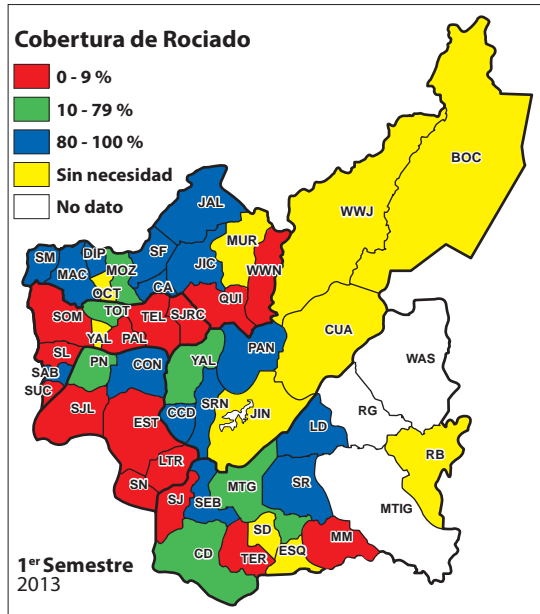 Cobertura de Rociado
0 - 9 %
10 - 79 %
80 - 100 %
Sin necesidad
No dato
BOC
WWJ
JAL
MUR
SF
DIP
SM
MOZ
MAC
JIC
WWN
CA
OCT
QUI
SOM
TOT
TEL
SJRC
CUA
YAL
PAL
PAN
SL
PN
CON
YAL
WAS
SAB
SUC
SJL
CCD
SRN
JIN
RG
EST
LD
RB
LTR
SN
MTG
SR
SJ
SEB
MTIG
SD
MM
CD
TER
ESQ
1er Semestre
2013